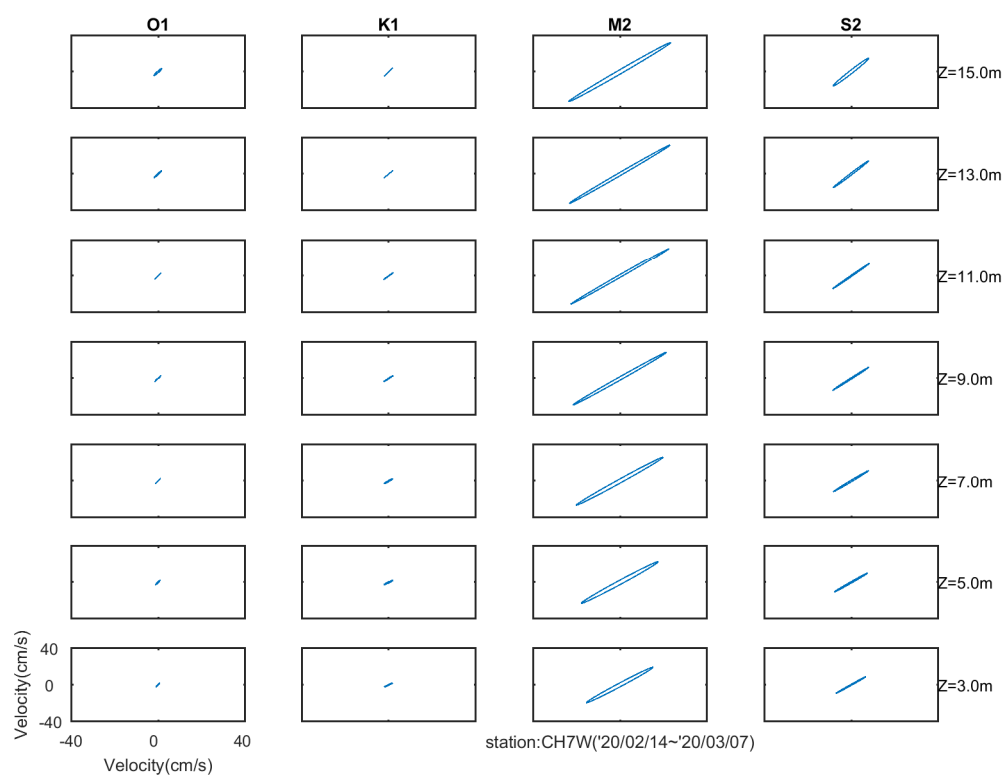 O1 K1 M2 S2
Z=15.0m
Z=13.0m
Z=11.0m
Z=9.0m
Z=7.0m
Z=5.0m
Z=3.0m
Velocity(cm/s)
40
0
-40
-40 0 40
Velocity(cm/s)
station:CH7W('20/02/14~'20/03/07)